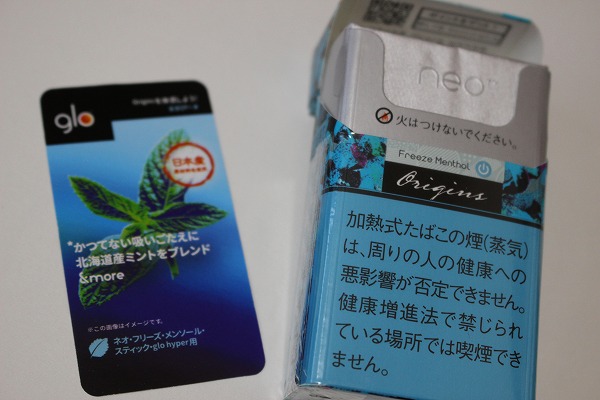 glo
日本産
*かつてない吸いごたえに
北海道産ミントをブレンド
&more
※この画像はイメージです。
ネオ・フリーズ・メンソール・
スティック・glo hyper用
neo™
火はつけないでください。
Freeze Menthol
Origins
加熱式たばこの煙(蒸気)
は、周りの人の健康への
悪影響が否定できません。
健康増進法で禁じられ
ている場所では喫煙でき
ません。